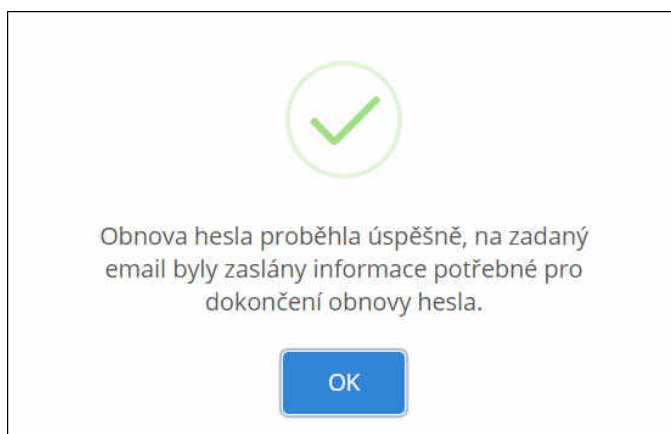 Obnova hesla proběhla úspěšně, na zadaný
email byly zaslány informace potřebné pro
dokončení obnovy hesla.
OK